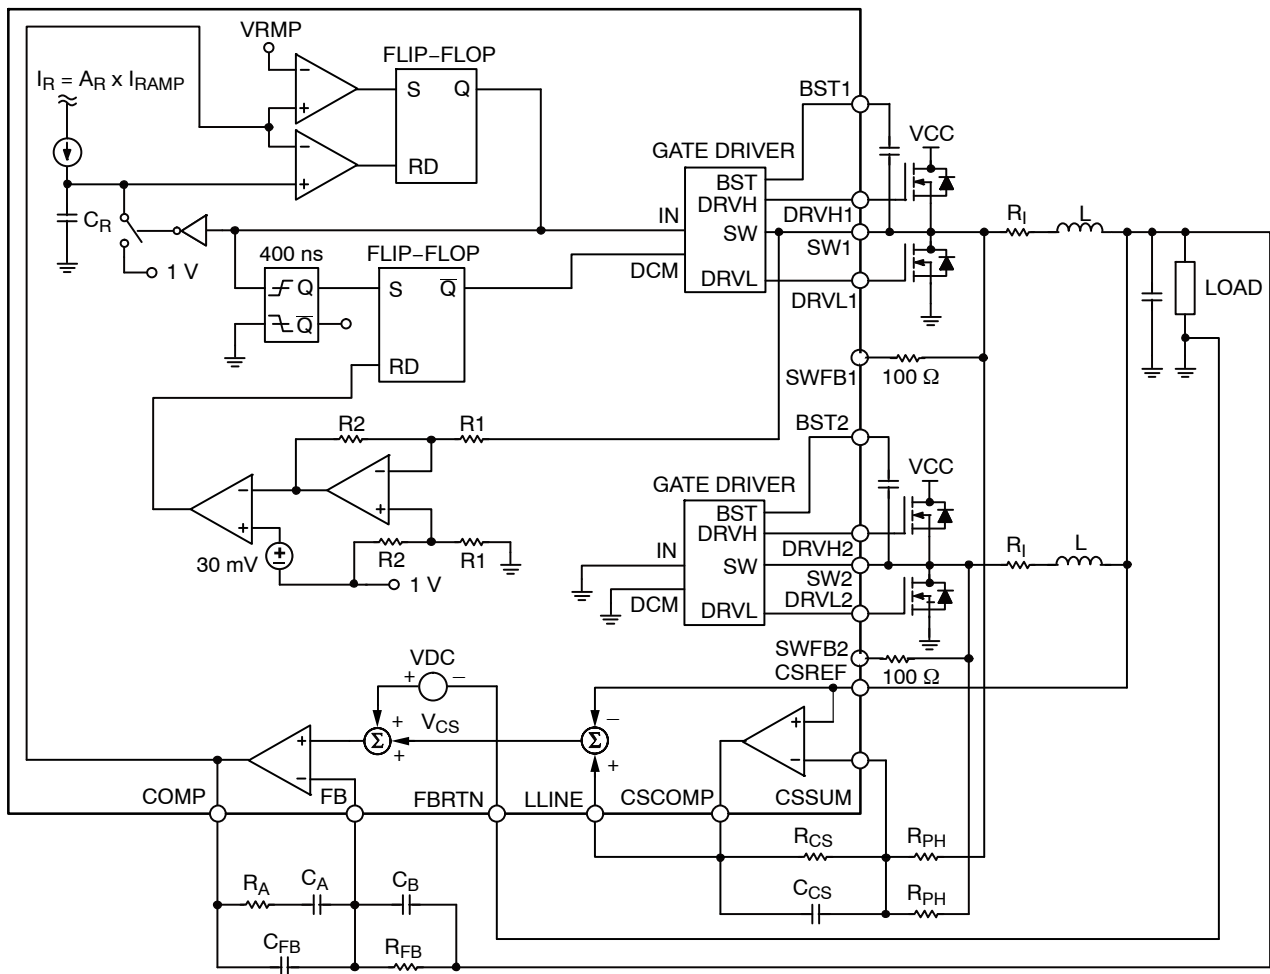 VRMP
FLIP–FLOP
I_R = A_R x I_RAMP
S
Q
RD
–
+
–
+
C_R
1 V
400 ns
Q
Q̅
FLIP–FLOP
S
Q̅
RD
GATE DRIVER
IN
DCM
BST
DRVH
SW
DRVL
BST1
DRVH1
SW1
DRVL1
SWFB1
100 Ω
VCC
R_I
L
LOAD
R2
R1
–
+
–
+
R2
R1
30 mV
1 V
GATE DRIVER
IN
DCM
BST
DRVH
SW
DRVL
BST2
DRVH2
SW2
DRVL2
SWFB2
100 Ω
CSREF
VCC
R_I
L
VDC
+
–
V_CS
+
+
Σ
–
+
Σ
+
–
+
–
COMP
FB
FBRTN
LLINE
CSCOMP
CSSUM
R_CS
R_PH
C_CS
R_PH
R_A
C_A
C_B
C_FB
R_FB